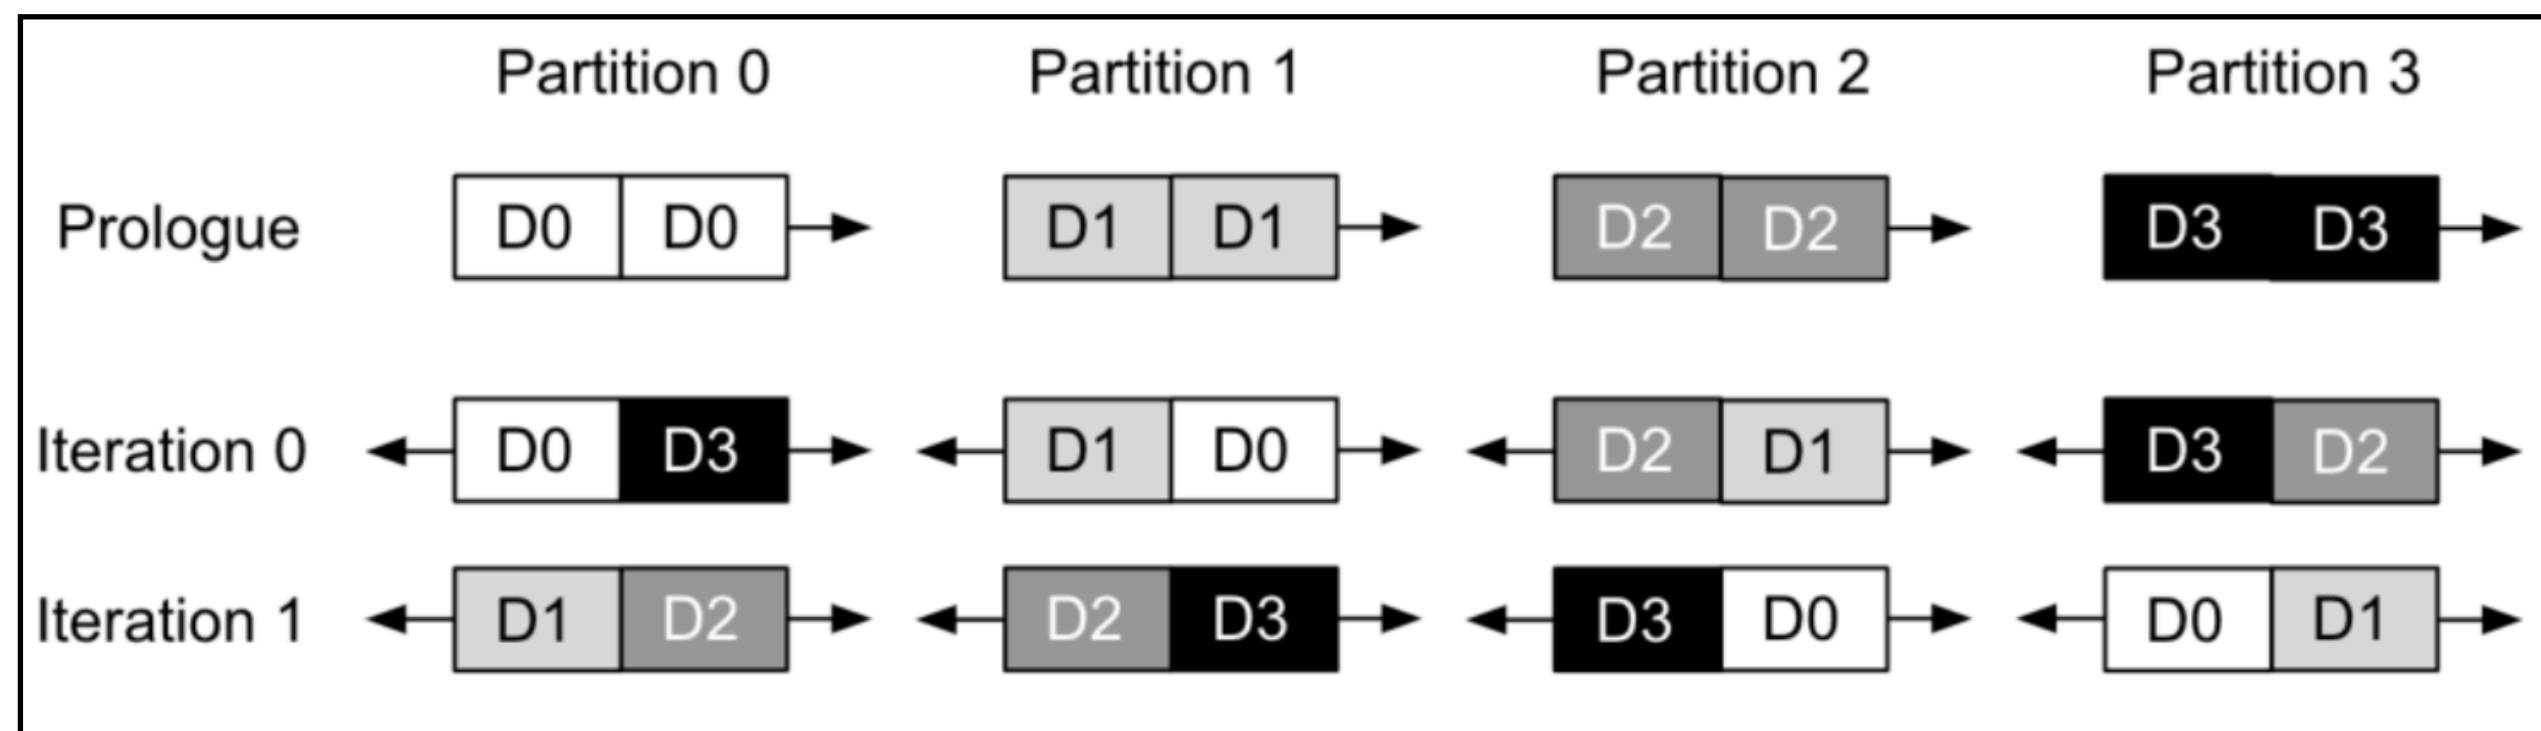 Partition 0 Partition 1 Partition 2 Partition 3
Prologue D0 D0 D1 D1 D2 D2 D3 D3
Iteration 0 D0 D3 D1 D0 D2 D1 D3 D2
Iteration 1 D1 D2 D2 D3 D3 D0 D0 D1